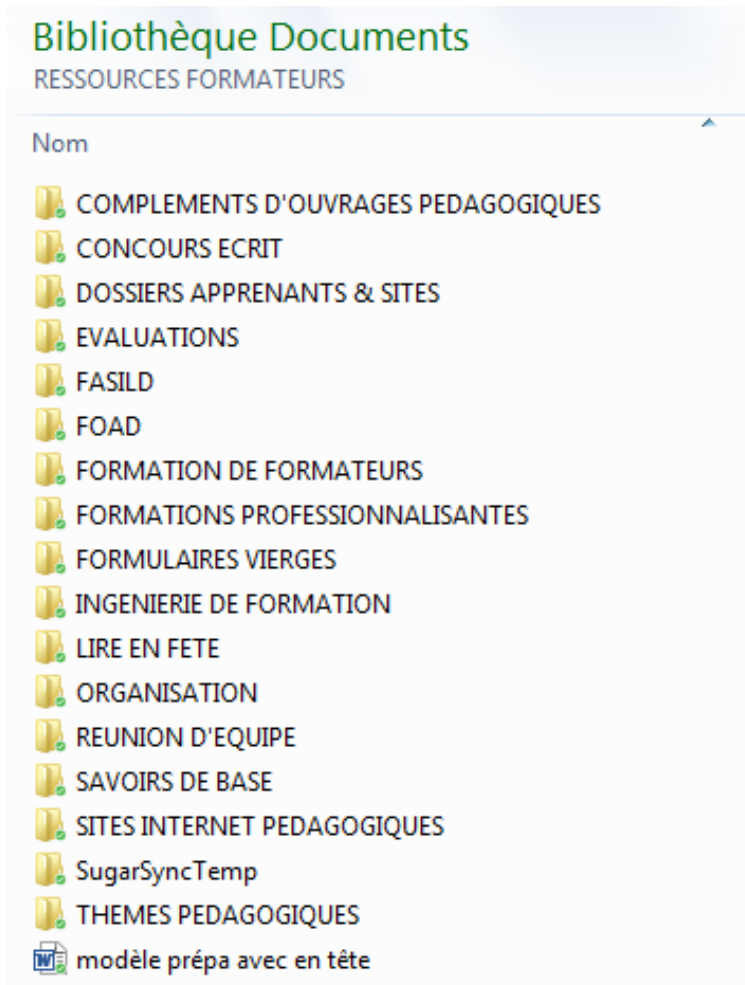 Bibliothèque Documents
RESSOURCES FORMATEURS
Nom
COMPLEMENTS D'OUVRAGES PEDAGOGIQUES
CONCOURS ECRIT
DOSSIERS APPRENANTS & SITES
EVALUATIONS
FASILD
FOAD
FORMATION DE FORMATEURS
FORMATIONS PROFESSIONNALISANTES
FORMULAIRES VIERGES
INGENIERIE DE FORMATION
LIRE EN FETE
ORGANISATION
REUNION D'EQUIPE
SAVOIRS DE BASE
SITES INTERNET PEDAGOGIQUES
SugarSyncTemp
THEMES PEDAGOGIQUES
modèle prépa avec en tête